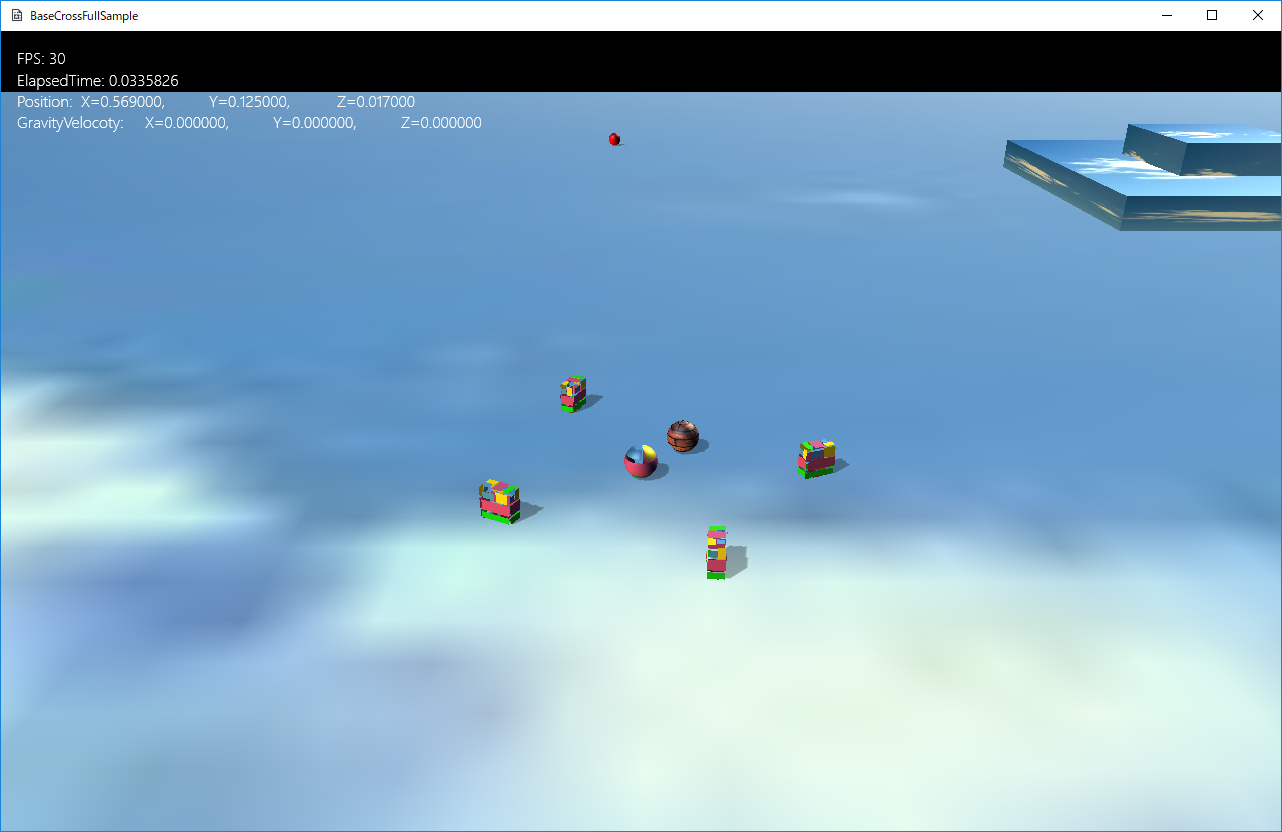 BaseCrossFullSample
FPS: 30
ElapsedTime: 0.0335826
Position: X=0.569000, Y=0.125000, Z=0.017000
GravityVelocoty: X=0.000000, Y=0.000000, Z=0.000000